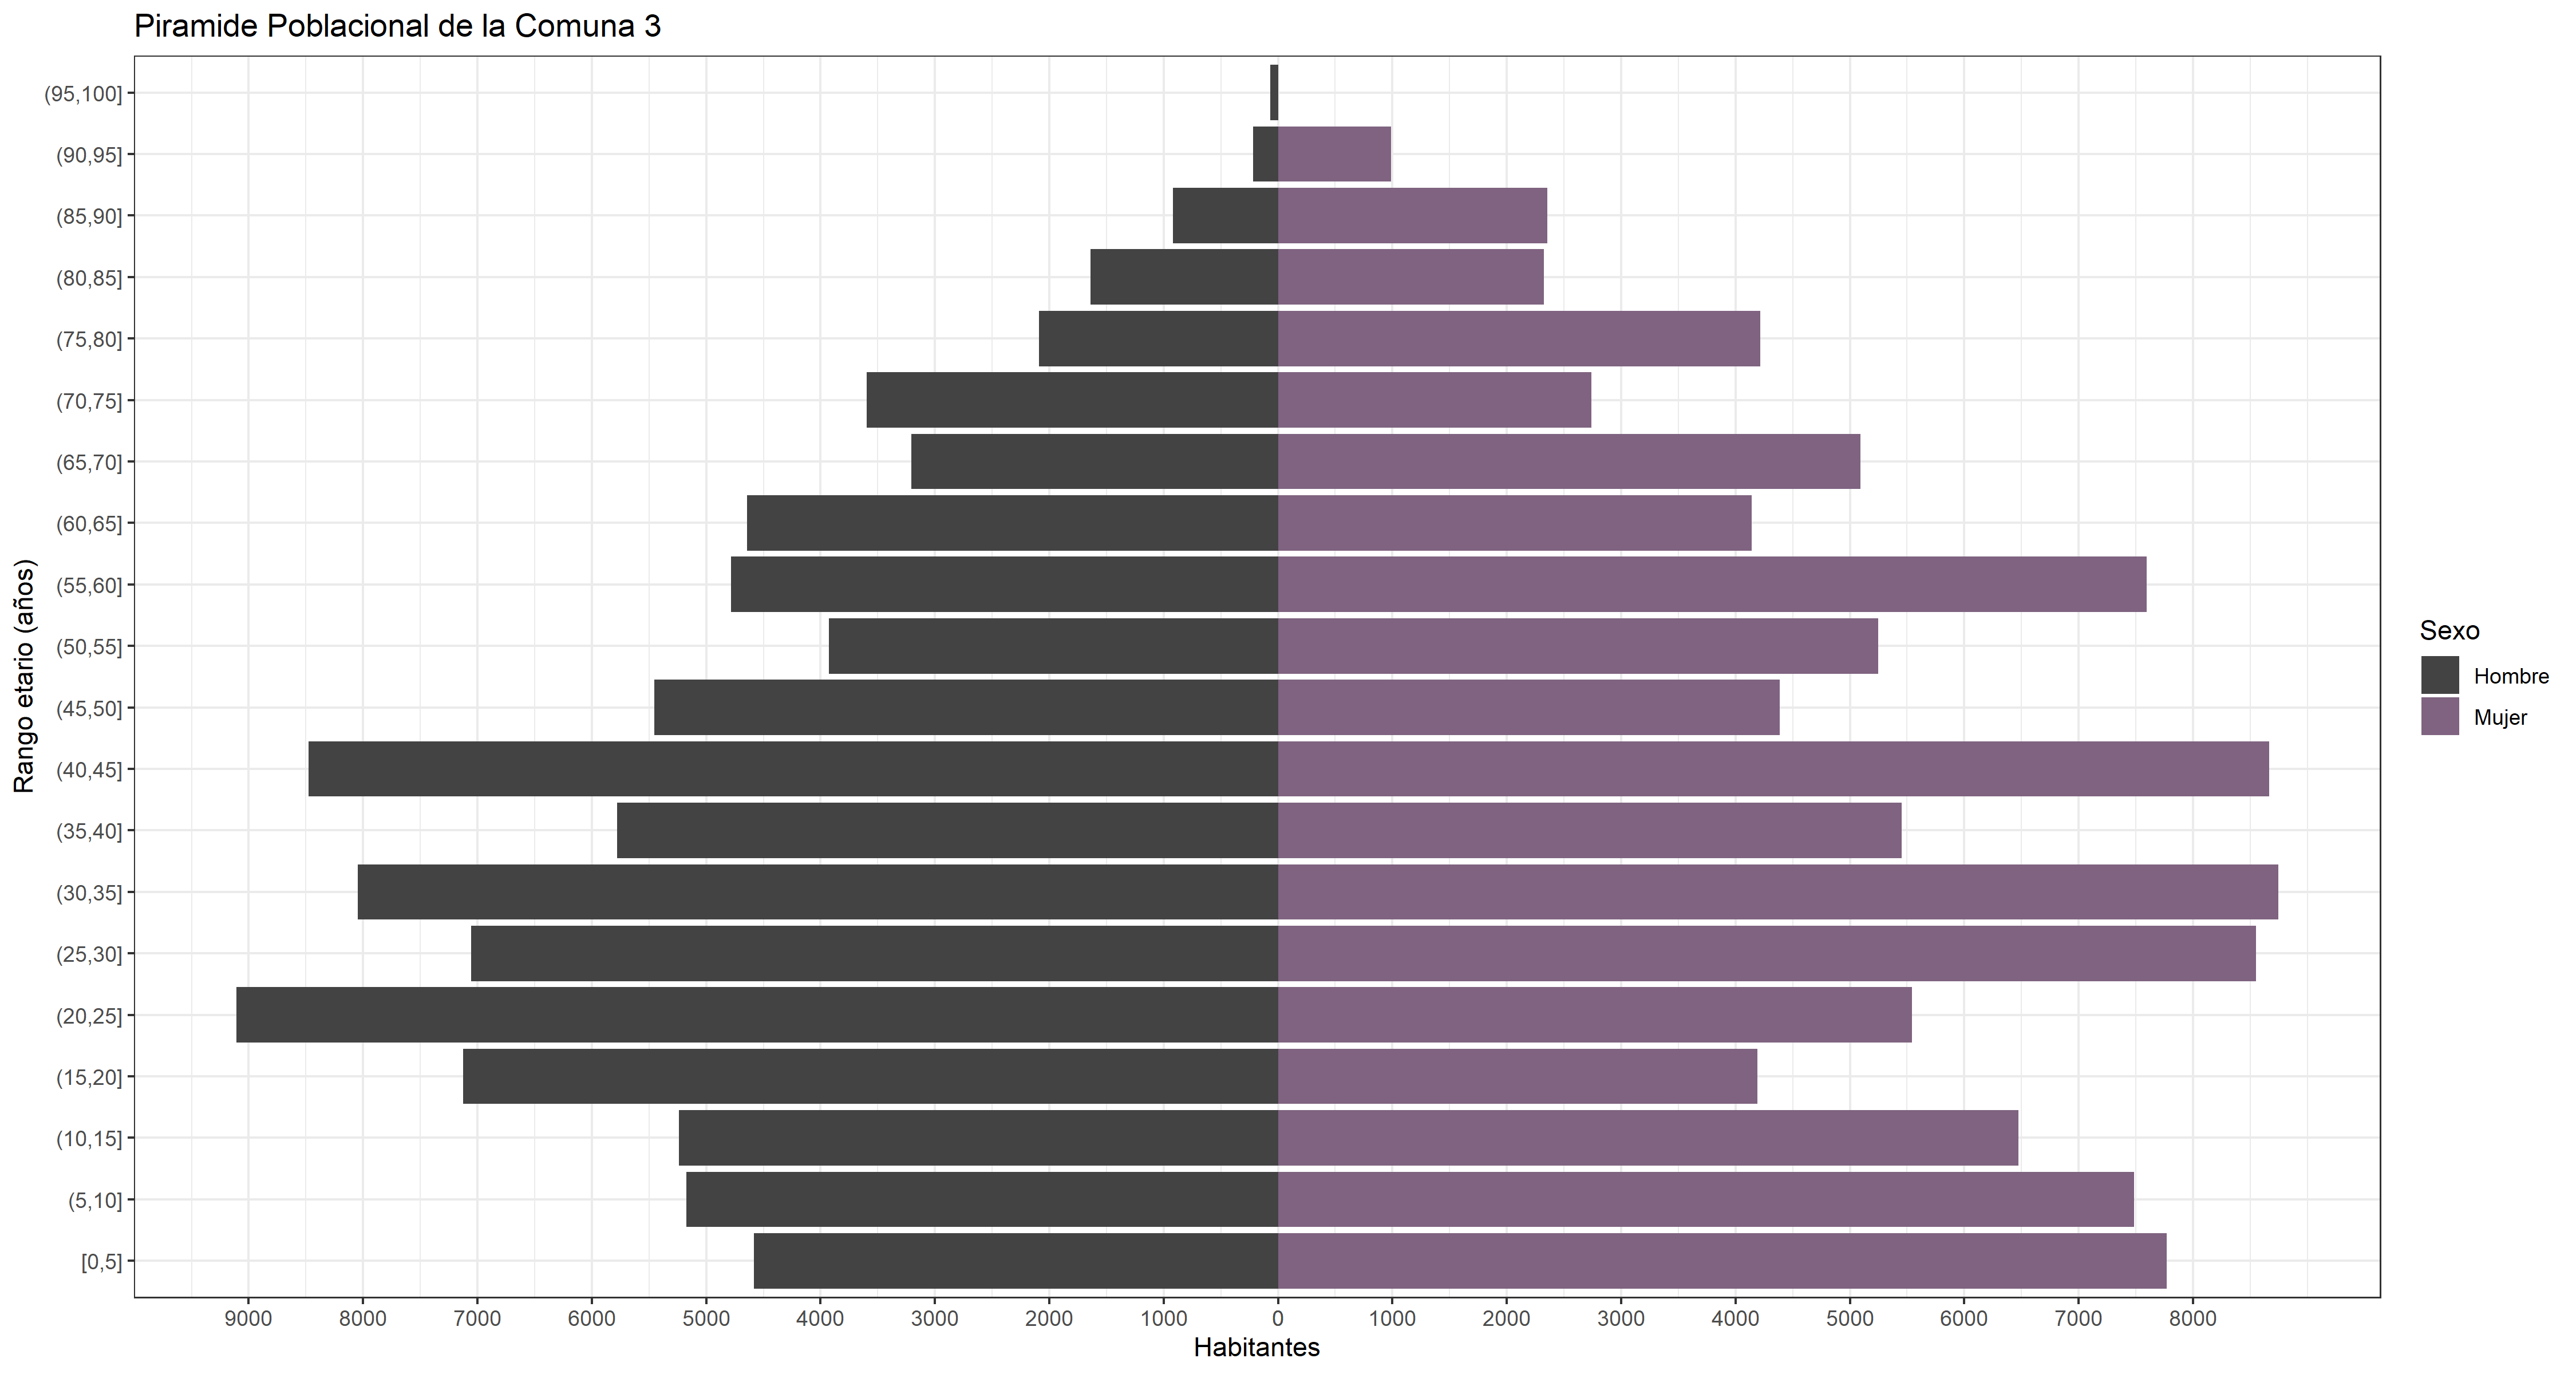 Piramide Poblacional de la Comuna 3
(95,100]
(90,95]
(85,90]
(80,85]
(75,80]
(70,75]
(65,70]
(60,65]
(55,60]
(50,55]
(45,50]
(40,45]
(35,40]
(30,35]
(25,30]
(20,25]
(15,20]
(10,15]
(5,10]
[0,5]
Rango etario (años)
9000 8000 7000 6000 5000 4000 3000 2000 1000 0 1000 2000 3000 4000 5000 6000 7000 8000
Habitantes
Sexo
Hombre
Mujer